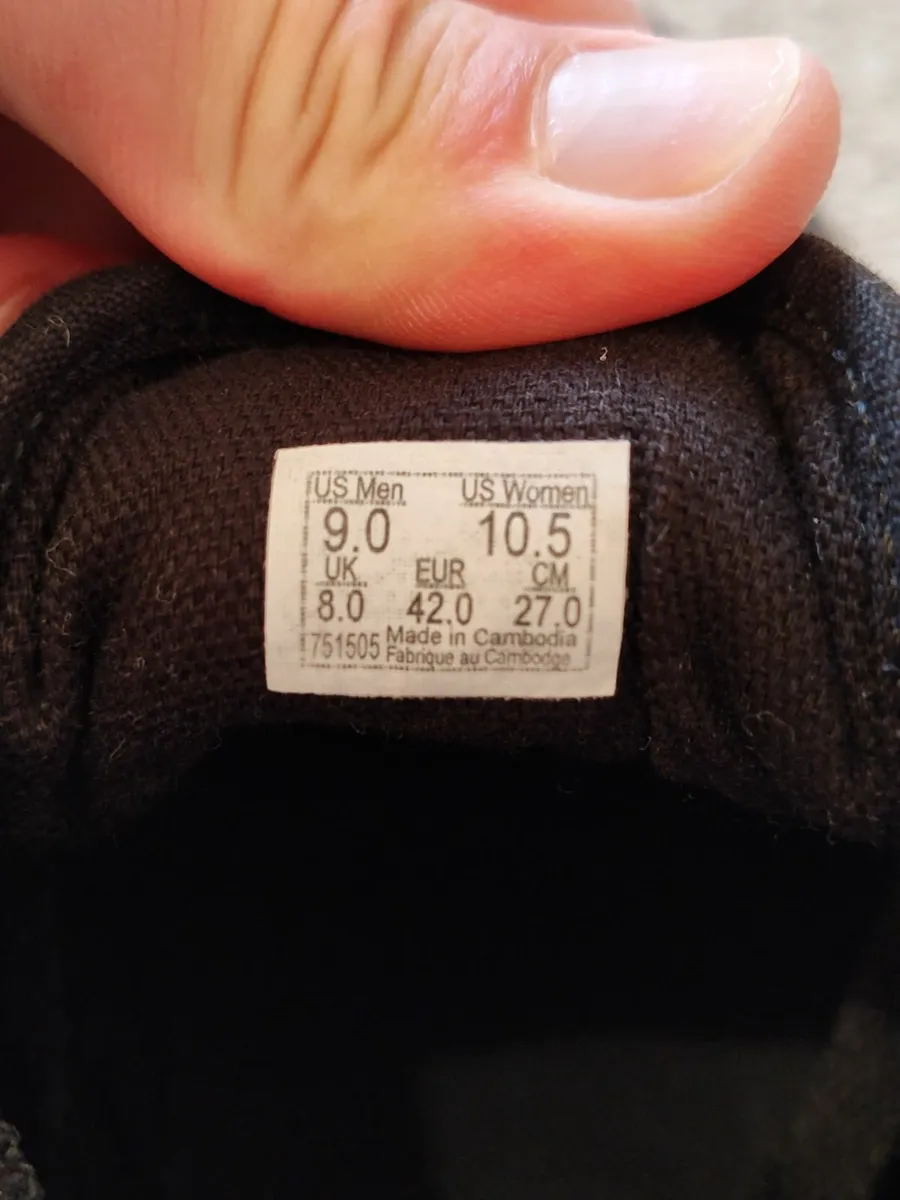 US Men US Women
9.0 10.5
UK EUR CM
8.0 42.0 27.0
751505 Made in Cambodia
Fabrique au Cambodge